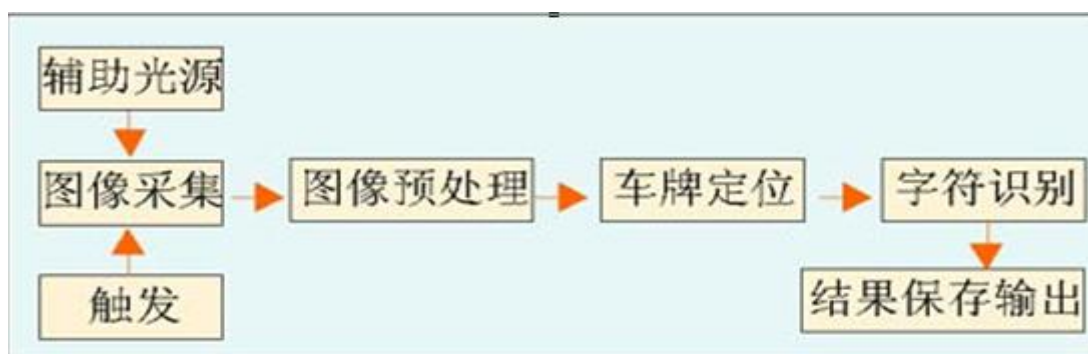 辅助光源
图像采集
图像预处理
车牌定位
字符识别
触发
结果保存输出